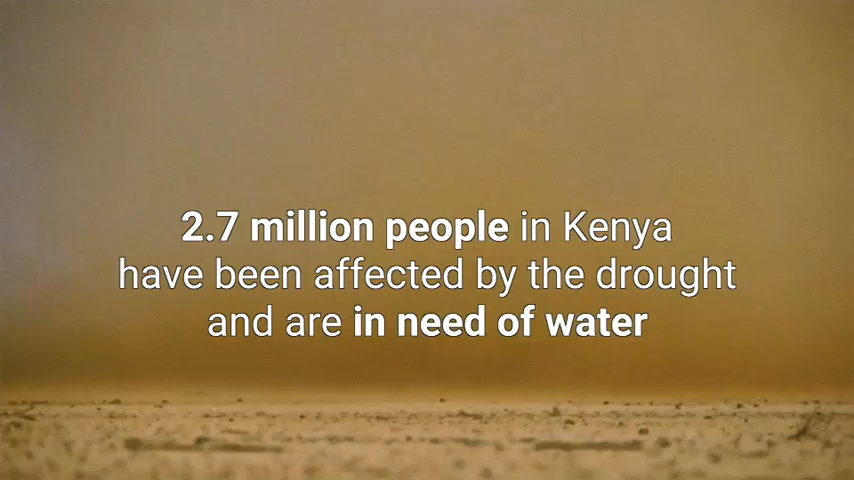 2.7 million people in Kenya
have been affected by the drought
and are in need of water